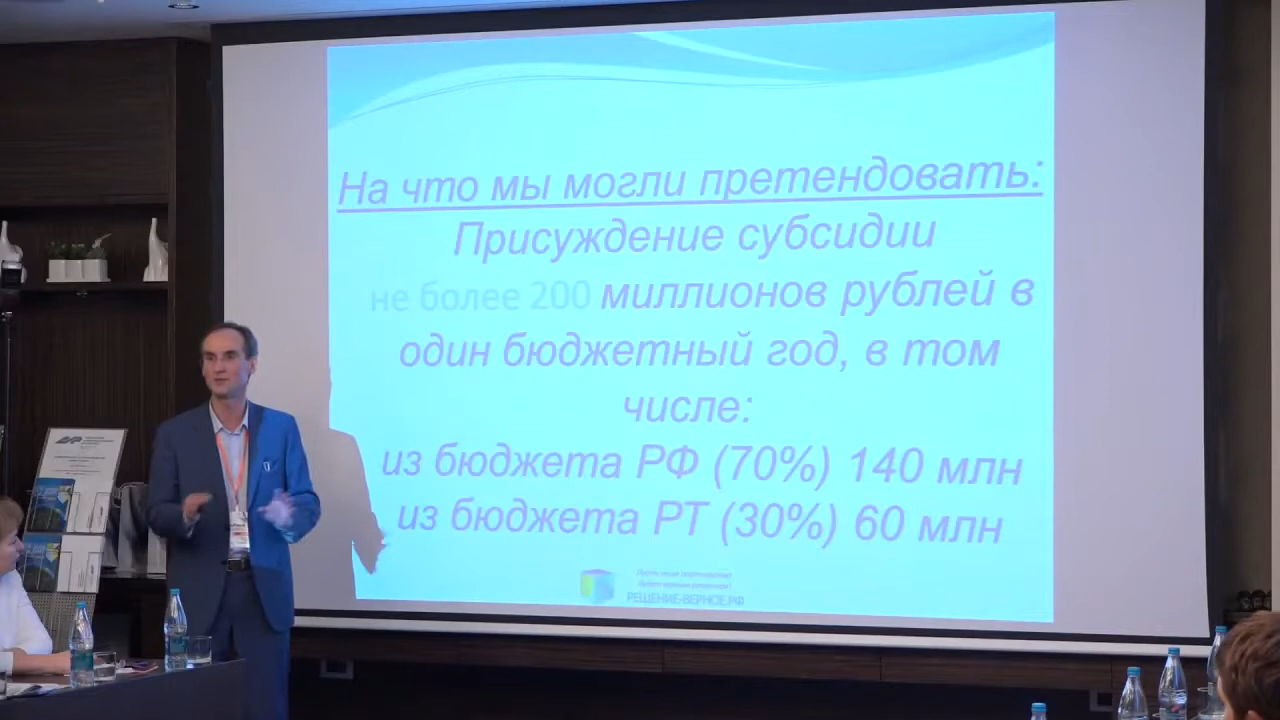 На что мы могли претендовать:
Присуждение субсидии
не более 200 миллионов рублей в
один бюджетный год, в том
числе:
из бюджета РФ (70%) 140 млн
из бюджета РТ (30%) 60 млн
РЕШЕНИЕ-ВЕРНОЕ.РФ